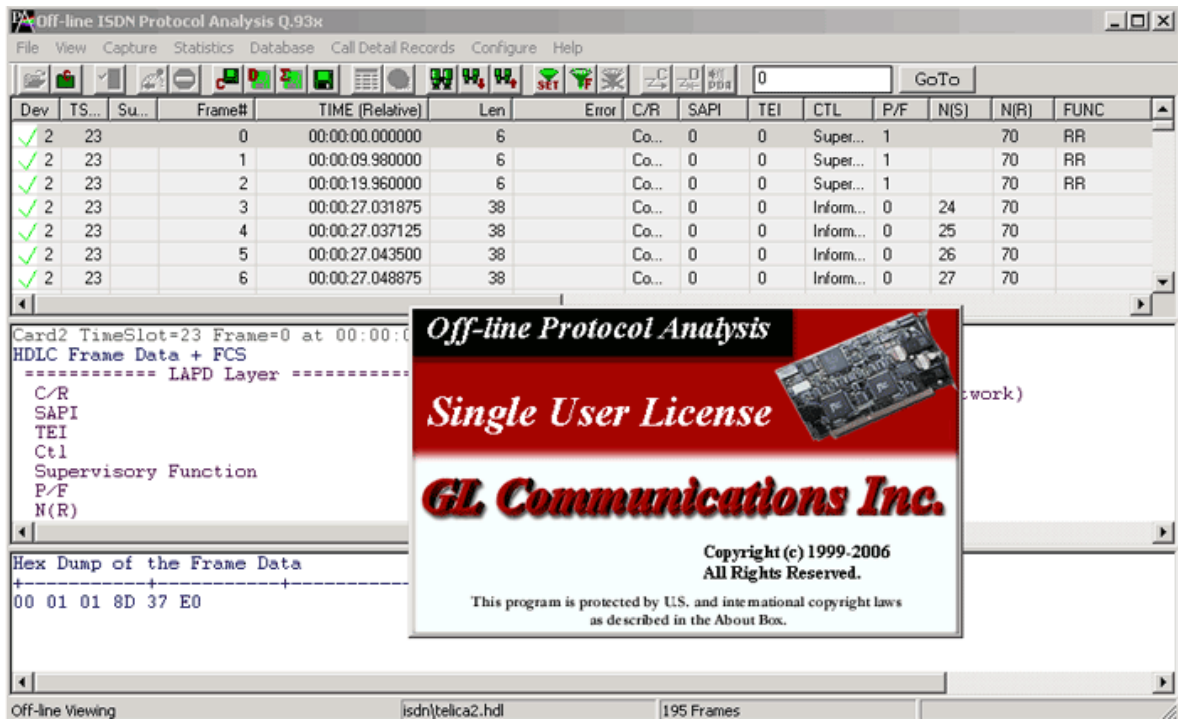 Off-line ISDN Protocol Analysis Q.93x
File View Capture Statistics Database Call Detail Records Configure Help
SET F 0 GoTo
Dev TS... Su... Frame# TIME (Relative) Len Error C/R SAPI TEI CTL P/F N(S) N(R) FUNC
2 23 0 00:00:00.000000 6 Co... 0 0 Super... 1 70 RR
2 23 1 00:00:09.980000 6 Co... 0 0 Super... 1 70 RR
2 23 2 00:00:19.960000 6 Co... 0 0 Super... 1 70 RR
2 23 3 00:00:27.031875 38 Co... 0 0 Inform... 0 24 70
2 23 4 00:00:27.037125 38 Co... 0 0 Inform... 0 25 70
2 23 5 00:00:27.043500 38 Co... 0 0 Inform... 0 26 70
2 23 6 00:00:27.048875 38 Co... 0 0 Inform... 0 27 70
Card2 TimeSlot=23 Frame=0 at 00:00:0
HDLC Frame Data + FCS
============ LAPD Layer ===========
C/R work)
SAPI
TEI
Ctl
Supervisory Function
P/F
N(R)
Off-line Protocol Analysis
Single User License
GL Communications Inc.
Copyright (c) 1999-2006
All Rights Reserved.
This program is protected by U.S. and international copyright laws
as described in the About Box.
Hex Dump of the Frame Data
+-----------+-----------+-----------
00 01 01 8D 37 E0
Off-line Viewing isdn\telica2.hdl 195 Frames